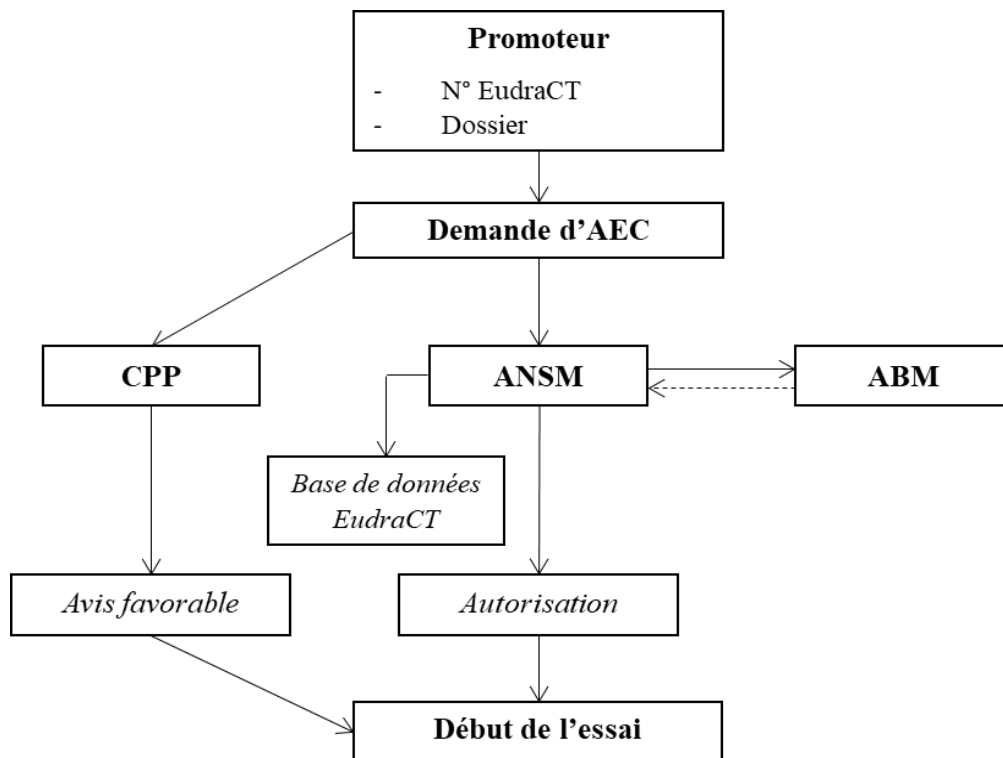 Promoteur
- N° EudraCT
- Dossier
Demande d'AEC
CPP
ANSM
ABM
Base de données
EudraCT
Avis favorable
Autorisation
Début de l'essai